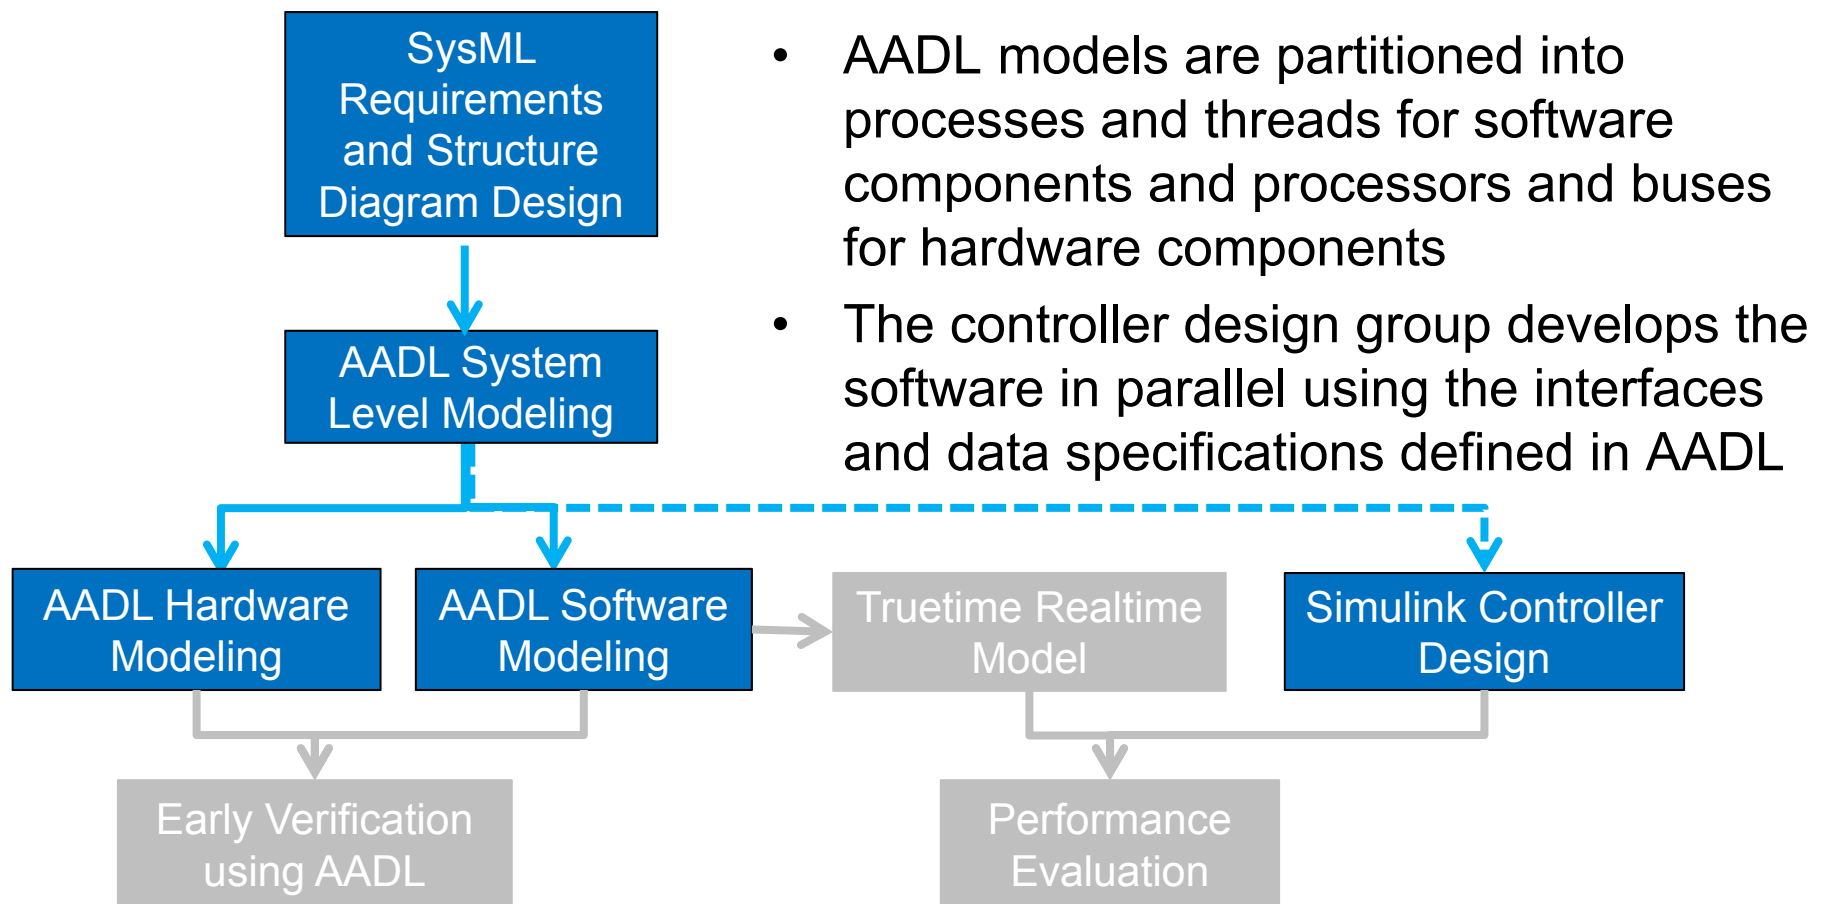 SysML
Requirements
and Structure
Diagram Design
• AADL models are partitioned into
processes and threads for software
components and processors and buses
for hardware components
• The controller design group develops the
software in parallel using the interfaces
and data specifications defined in AADL
AADL System
Level Modeling
AADL Hardware
Modeling
AADL Software
Modeling
Truetime Realtime
Model
Simulink Controller
Design
Early Verification
using AADL
Performance
Evaluation